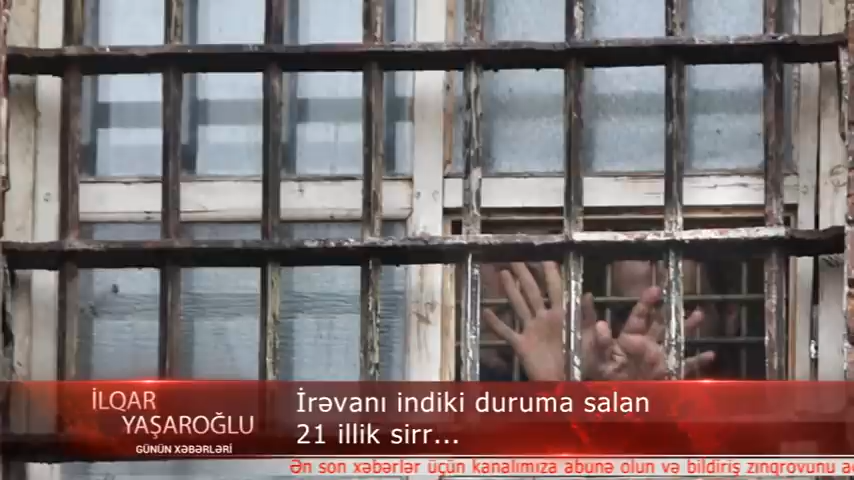 İLQAR
YAŞAROĞLU
GÜNÜN XƏBƏRLƏRİ
İrəvanı indiki duruma salan
21 illik sirr...
Ən son xəbərlər üçün kanalımıza abunə olun və bildiriş zınqrovunu